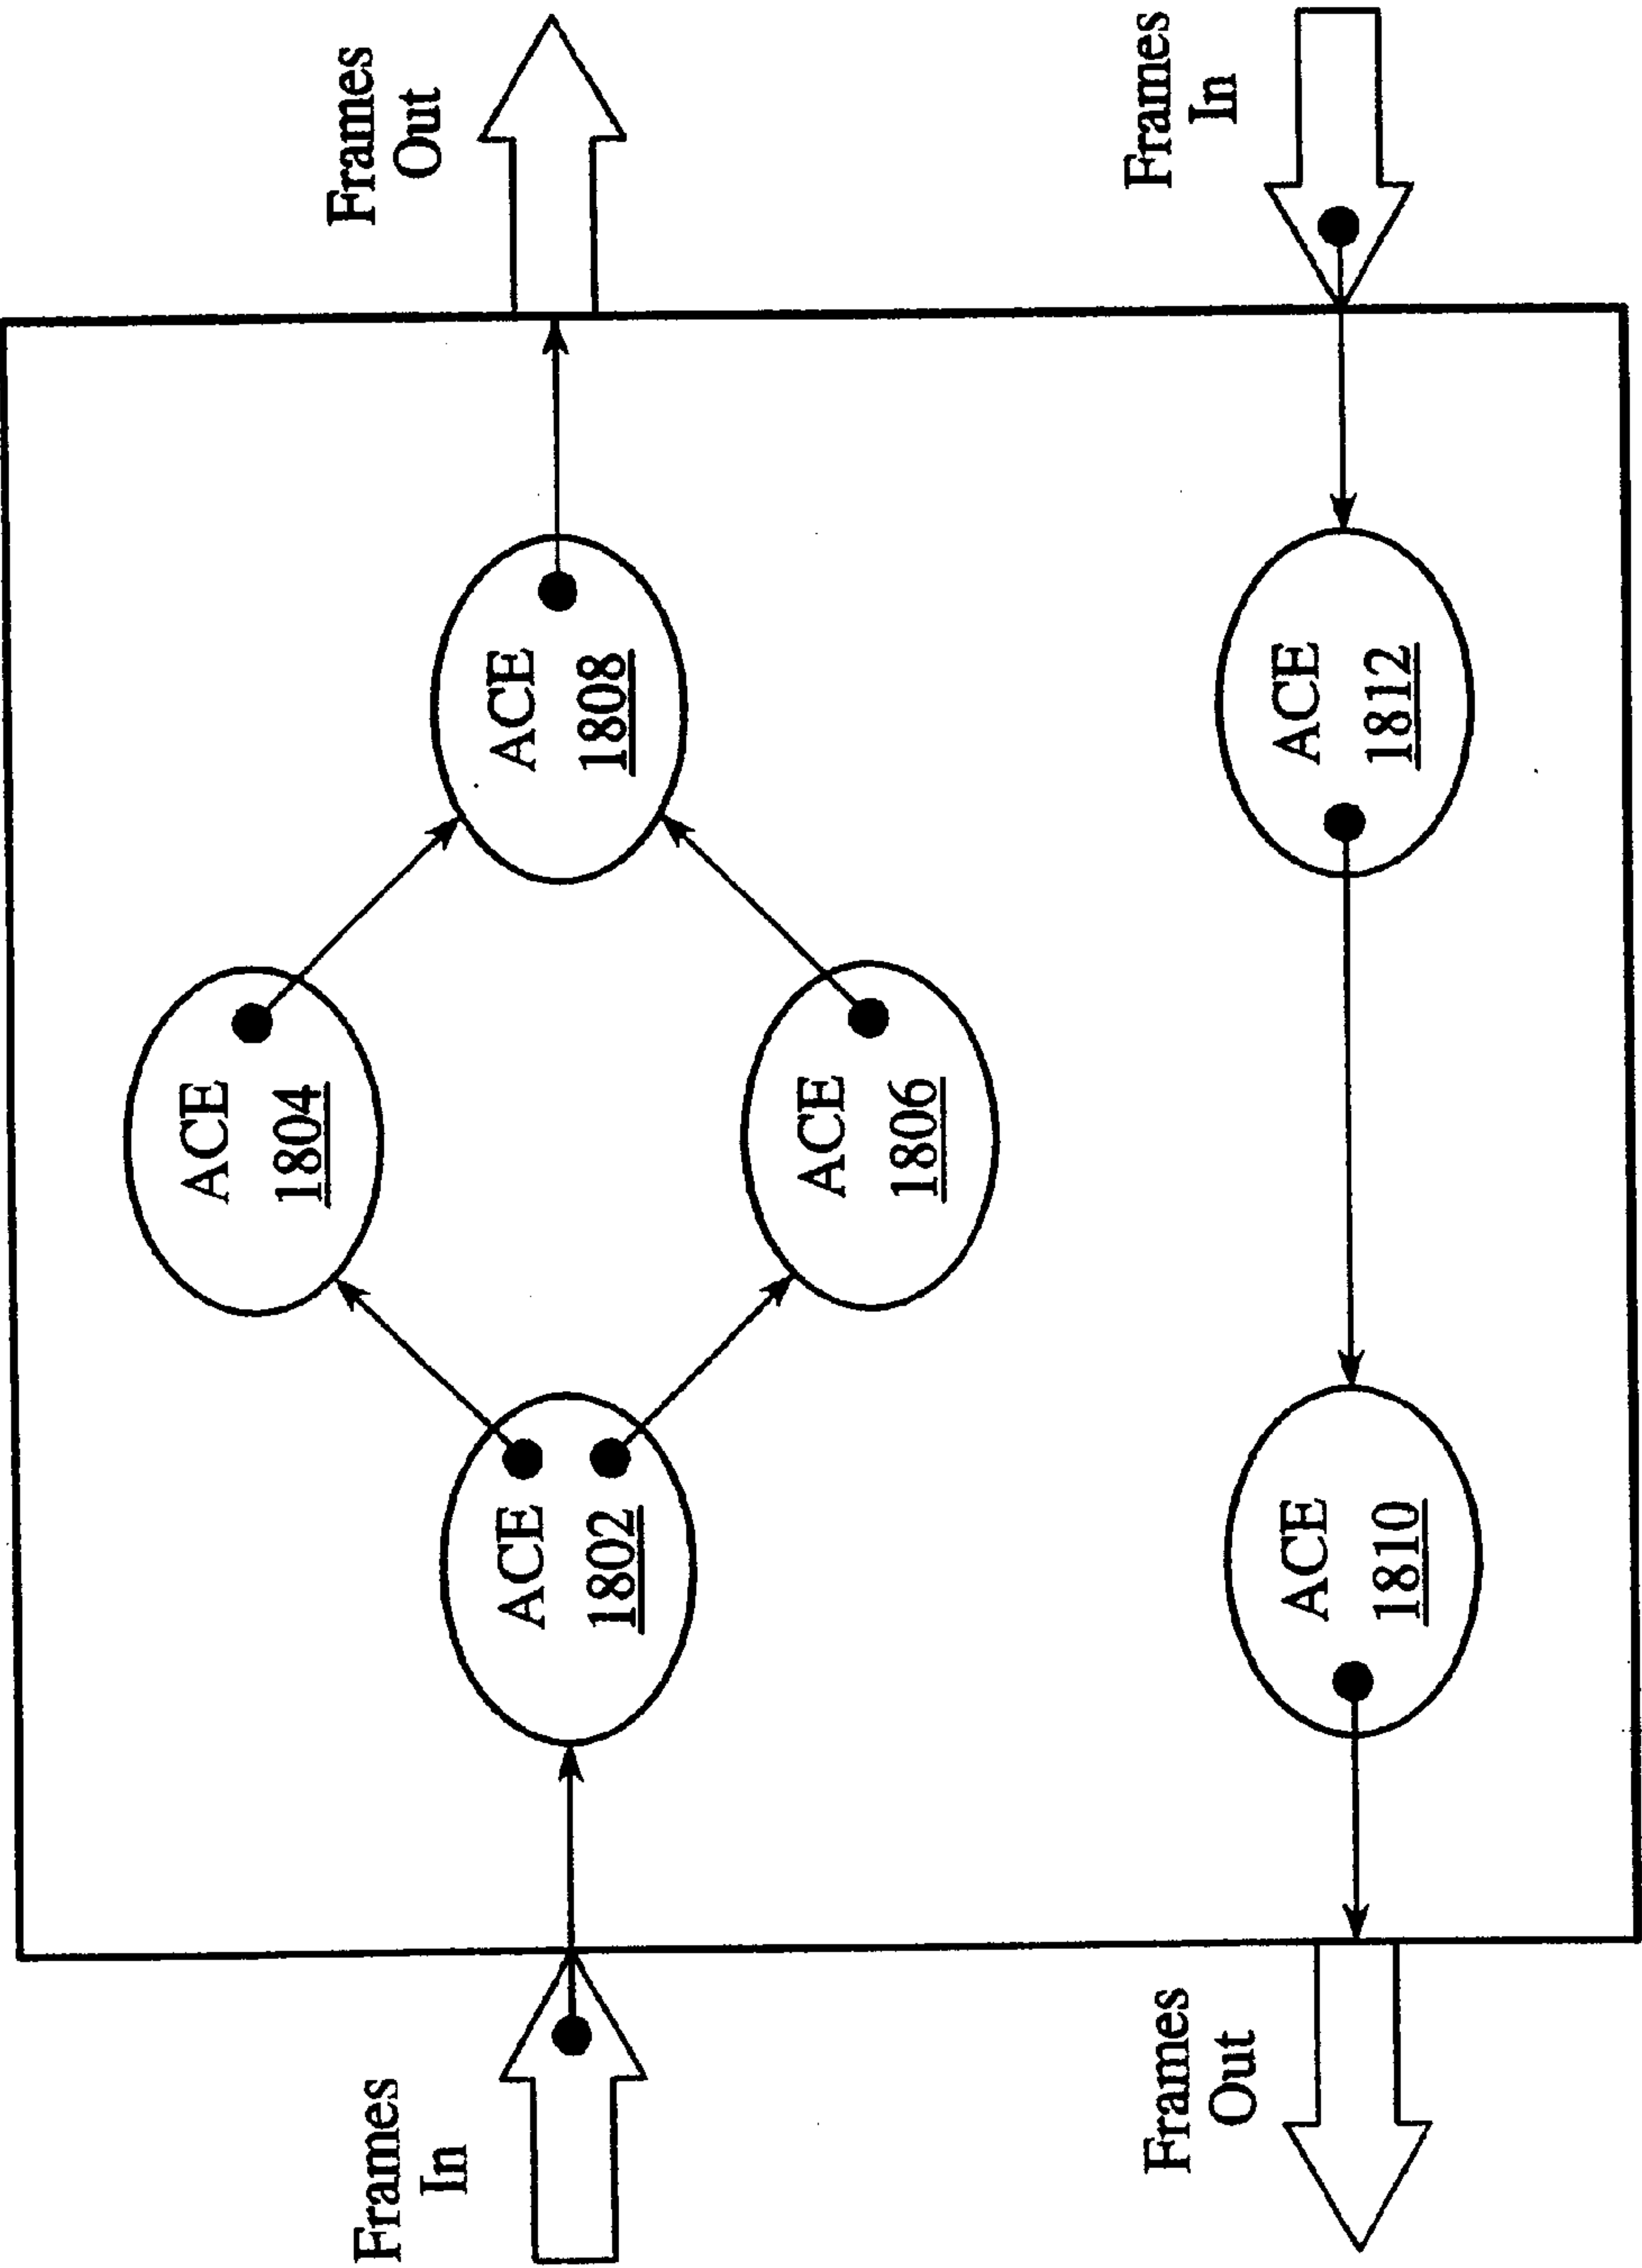 ACE
1804
Frames
In
ACE
1802
ACE
1808
Frames
Out
ACE
1806
Frames
Out
ACE
1810
ACE
1812
Frames
In